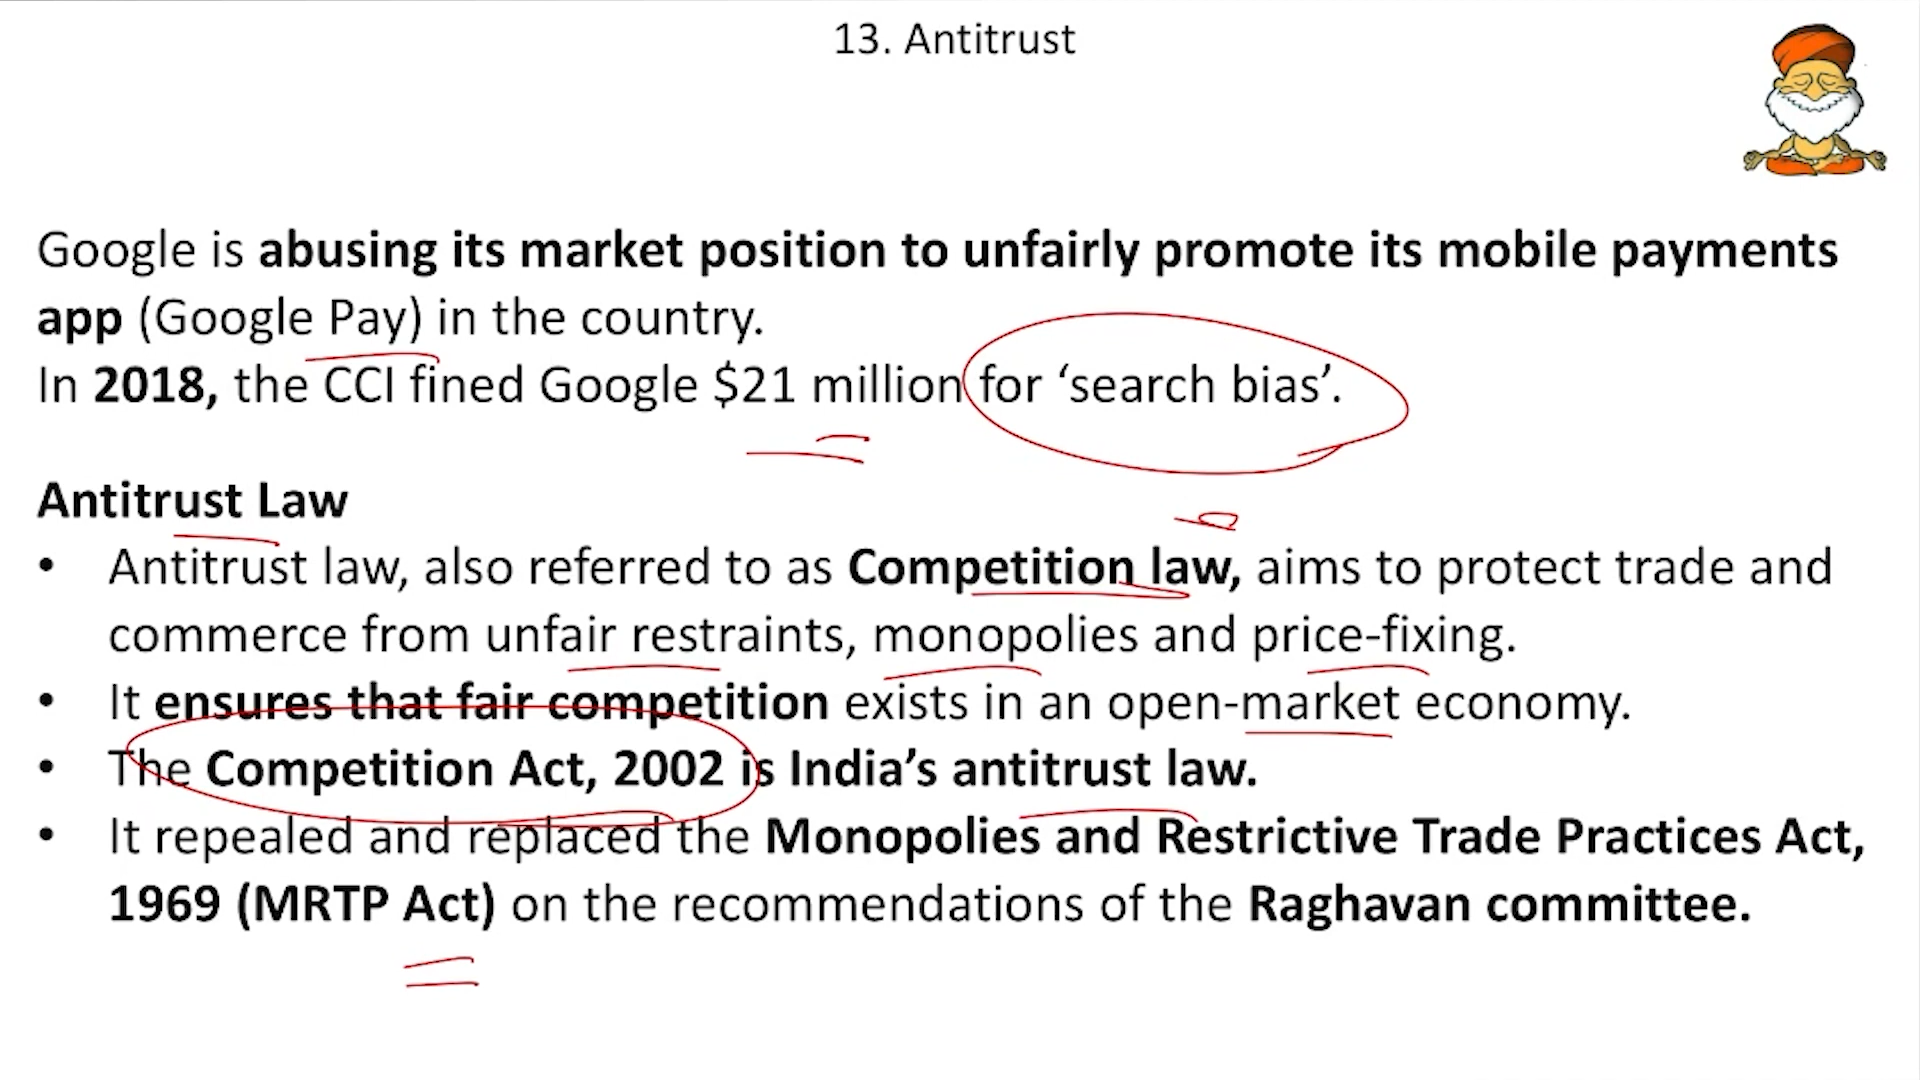 13. Antitrust
Google is abusing its market position to unfairly promote its mobile payments
app (Google Pay) in the country.
In 2018, the CCI fined Google $21 million for ‘search bias’.
Antitrust Law
• Antitrust law, also referred to as Competition law, aims to protect trade and
commerce from unfair restraints, monopolies and price-fixing.
• It ensures that fair competition exists in an open-market economy.
• The Competition Act, 2002 is India’s antitrust law.
• It repealed and replaced the Monopolies and Restrictive Trade Practices Act,
1969 (MRTP Act) on the recommendations of the Raghavan committee.